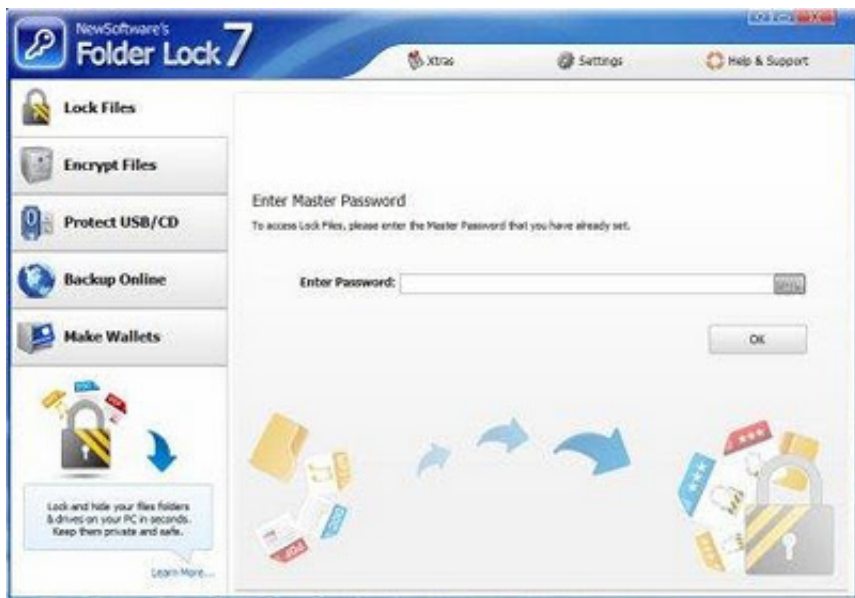 NewSoftware's
Folder Lock 7
Xtras
Settings
Help & Support
Lock Files
Encrypt Files
Protect USB/CD
Backup Online
Make Wallets
Enter Master Password
To access Lock Files, please enter the Master Password that you have already set.
Enter Password:
OK
Lock and hide your files folders
& drives on your PC in seconds.
Keep them private and safe.
Learn More...
PDF
DOC